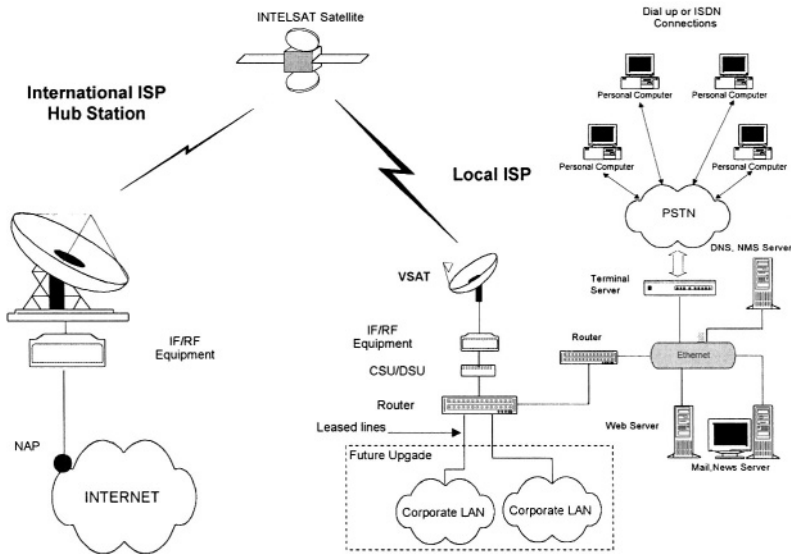 INTELSAT Satellite
Dial up or ISDN
Connections
International ISP
Hub Station
Personal Computer
Personal Computer
Personal Computer
Personal Computer
Local ISP
PSTN
DNS, NMS Server
VSAT
Terminal
Server
IF/RF
Equipment
IF/RF
Equipment
Router
Ethernet
CSU/DSU
Router
NAP
Leased lines
Web Server
Future Upgade
Mail,News Server
INTERNET
Corporate LAN
Corporate LAN